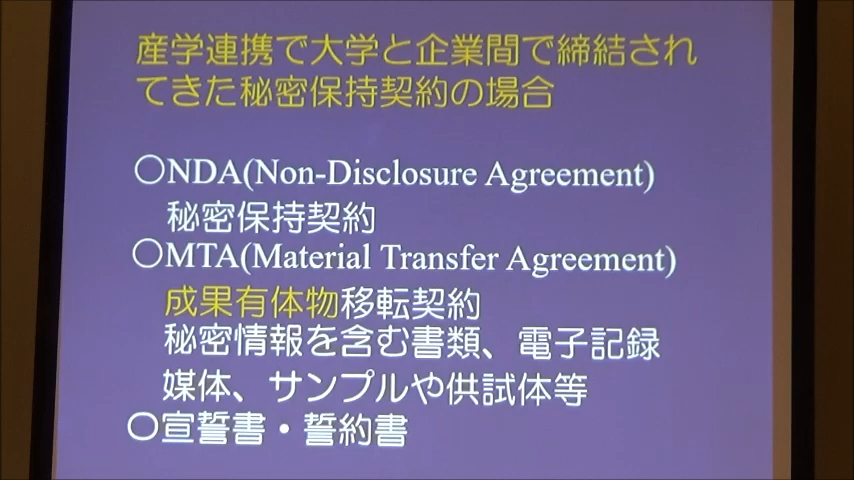 産学連携で大学と企業間で締結され
てきた秘密保持契約の場合
〇NDA(Non-Disclosure Agreement)
秘密保持契約
〇MTA(Material Transfer Agreement)
成果有体物移転契約
秘密情報を含む書類、電子記録
媒体、サンプルや供試体等
〇宣誓書・誓約書